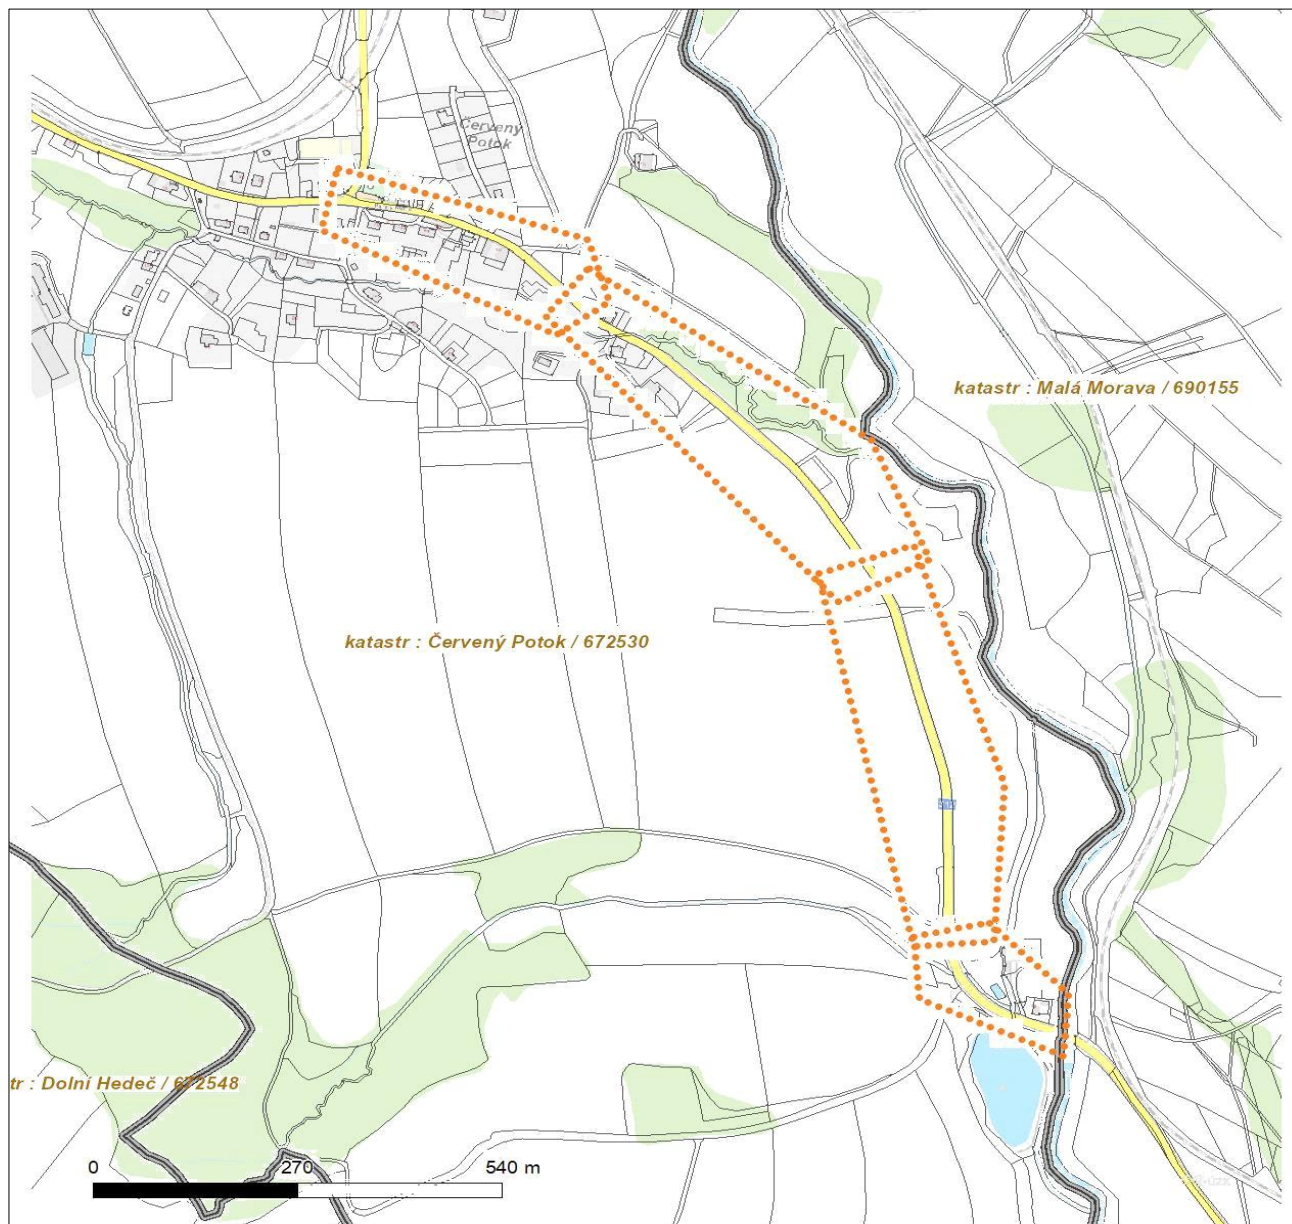 Červený
Potok
katastr : Malá Morava / 690155
katastr : Červený Potok / 672530
tr : Dolní Hedeč / 672548
0 270 540 m